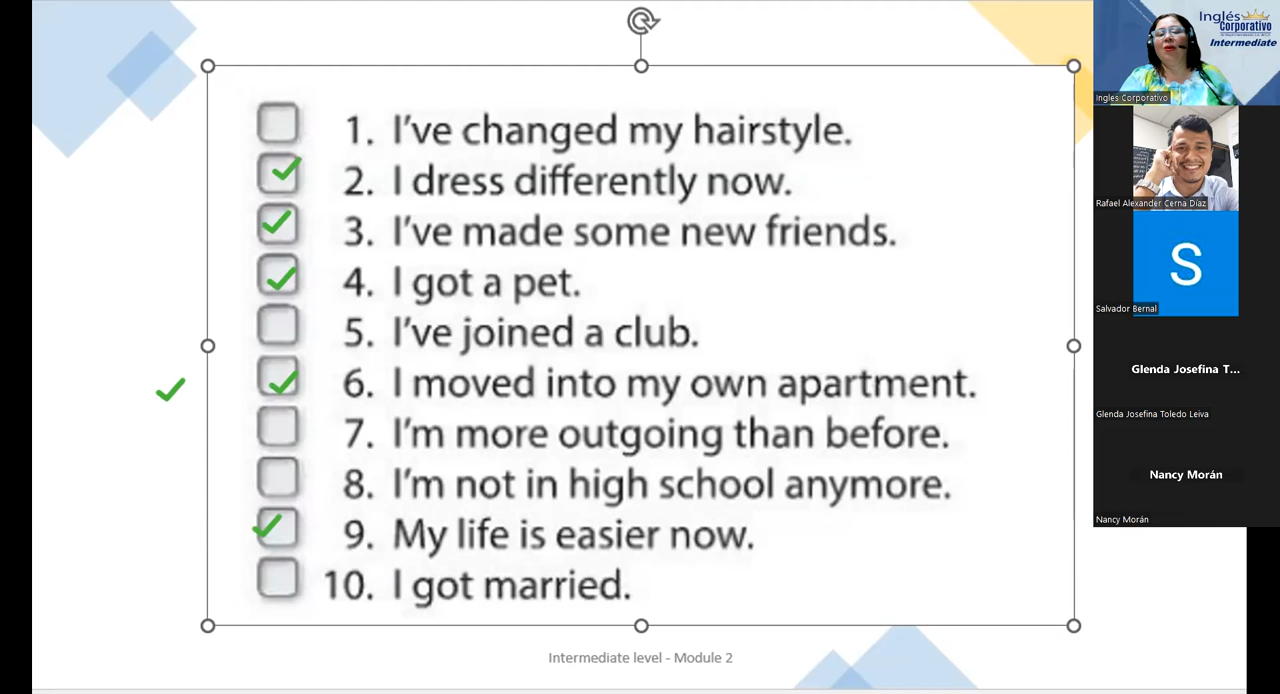 1. I've changed my hairstyle.
2. I dress differently now.
3. I've made some new friends.
4. I got a pet.
5. I've joined a club.
6. I moved into my own apartment.
7. I'm more outgoing than before.
8. I'm not in high school anymore.
9. My life is easier now.
10. I got married.
Intermediate level - Module 2
Inglés
Corporativo
Intermediate
Ingles Corporativo
Rafael Alexander Cerna Díaz
S
Salvador Bernal
Glenda Josefina T...
Glenda Josefina Toledo Leiva
Nancy Morán
Nancy Morán